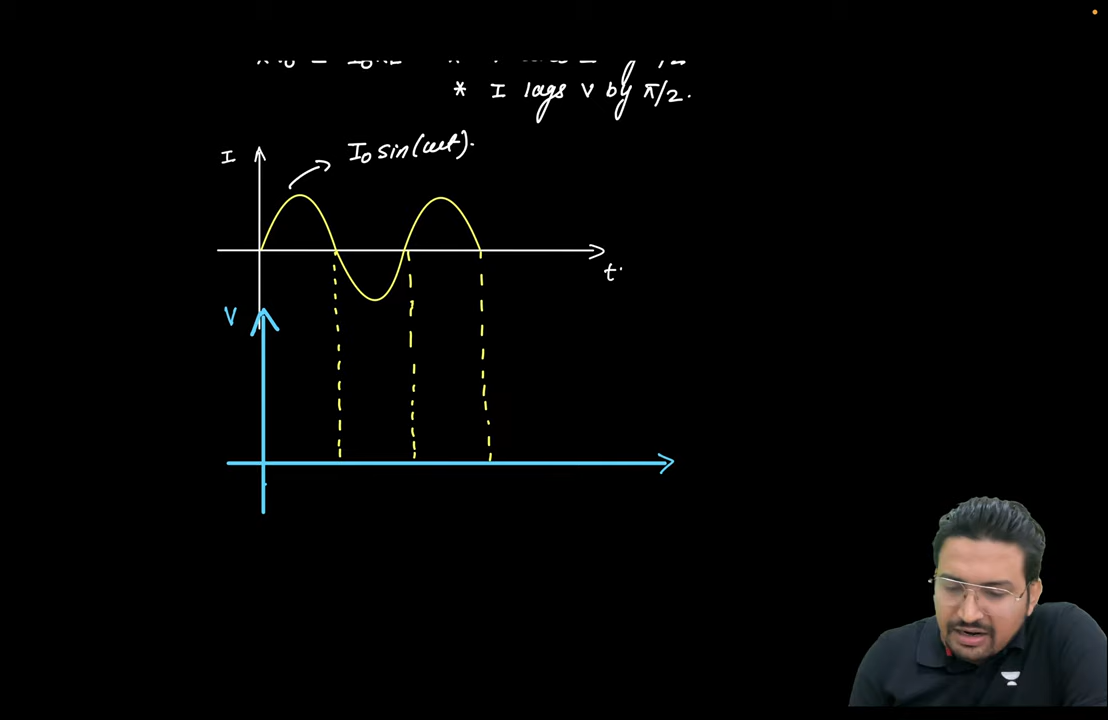 * I lags V by π/2.
I I₀ sin(ωt).
t
V